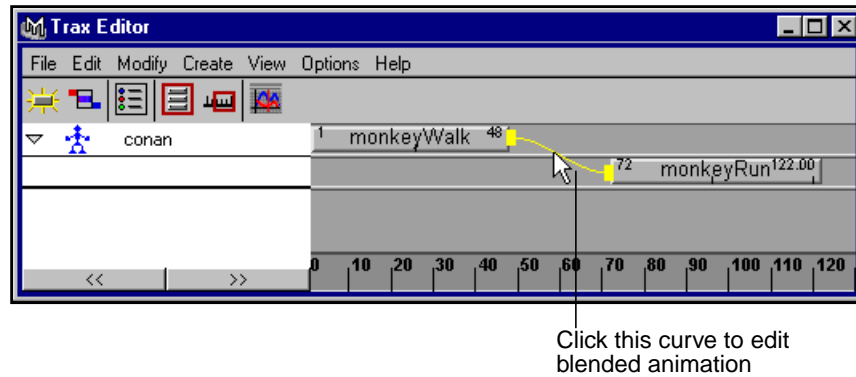 Trax Editor
File Edit Modify Create View Options Help
conan
1 monkeyWalk 48
72 monkeyRun 122.00
<< >>
0 10 20 30 40 50 60 70 80 90 100 110 120
Click this curve to edit
blended animation